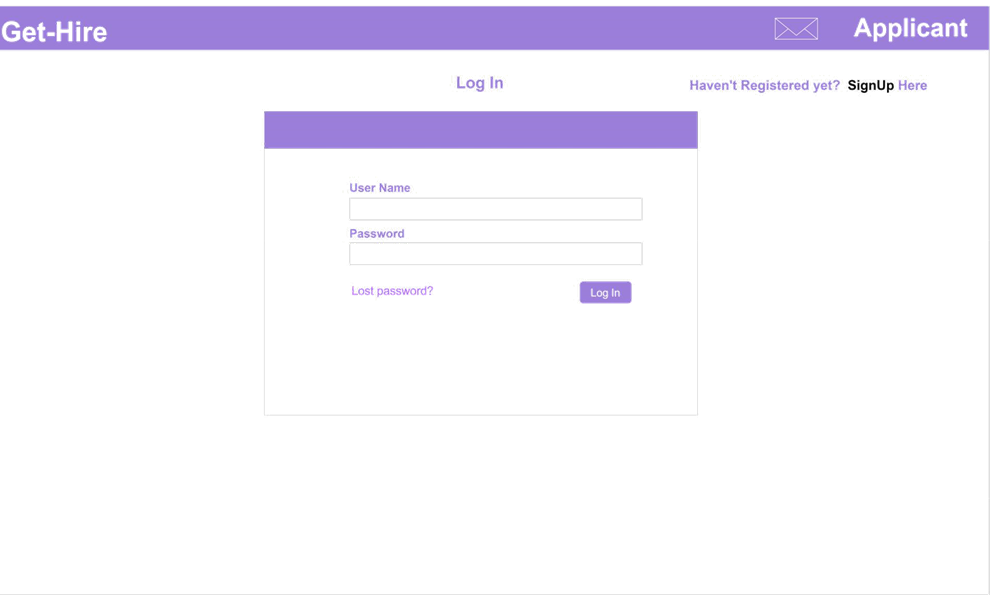 Get-Hire
Applicant
Log In
Haven't Registered yet? SignUp Here
User Name
Password
Lost password?
Log In